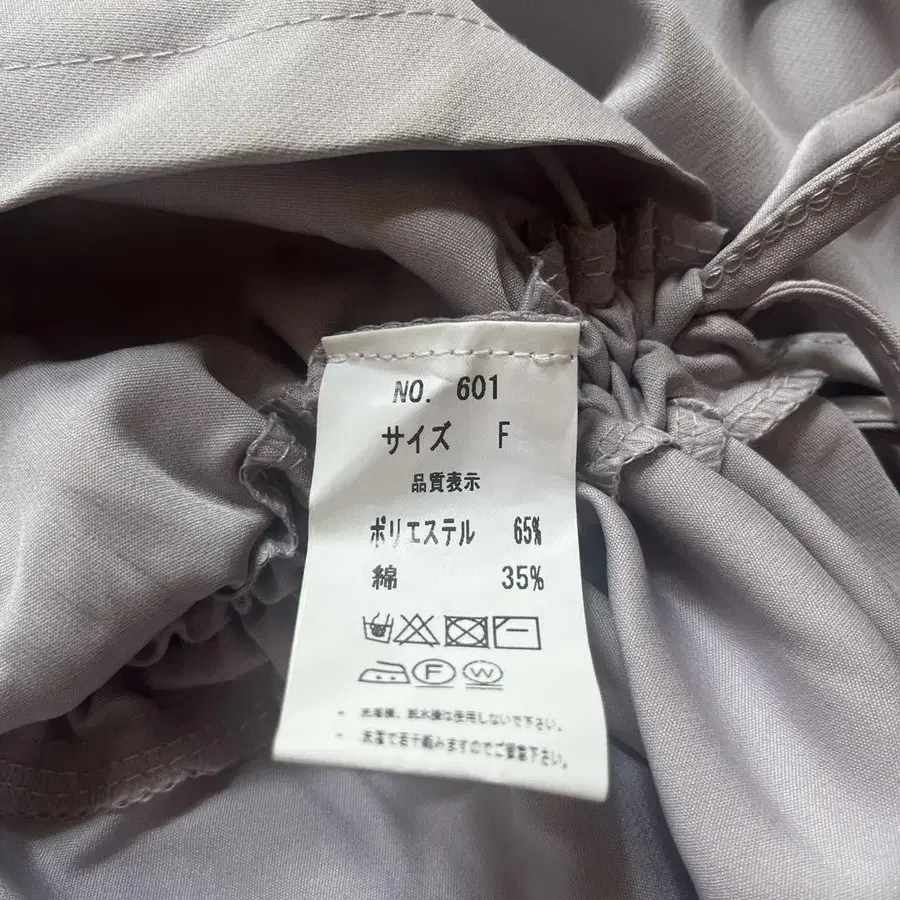 NO. 601
サイズ F
品質表示
ポリエステル 65%
綿 35%
F W
- 洗濯機、脱水機は使用しないで下さい。
- 洗濯で若干縮みますのでご留意下さい。